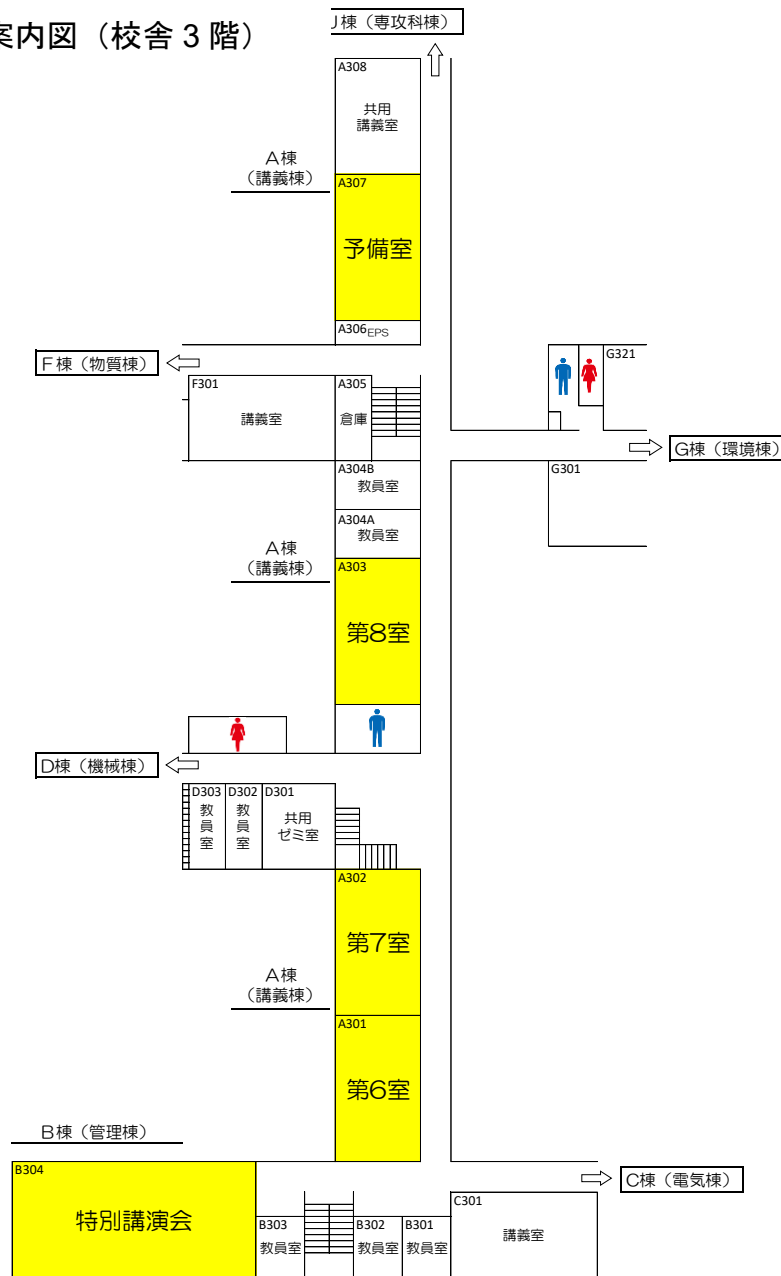 案内図（校舎３階）
J棟（専攻科棟）
A308
共用
講義室
A棟
（講義棟）
A307
予備室
A306 EPS
F棟（物質棟）
G321
F301
講義室
A305
倉庫
G棟（環境棟）
A304B
教員室
G301
A304A
教員室
A棟
（講義棟）
A303
第8室
D棟（機械棟）
D303
教員室
D302
教員室
D301
共用
ゼミ室
A302
第7室
A棟
（講義棟）
A301
第6室
B棟（管理棟）
B304
特別講演会
C棟（電気棟）
B303
教員室
B302
教員室
B301
教員室
C301
講義室